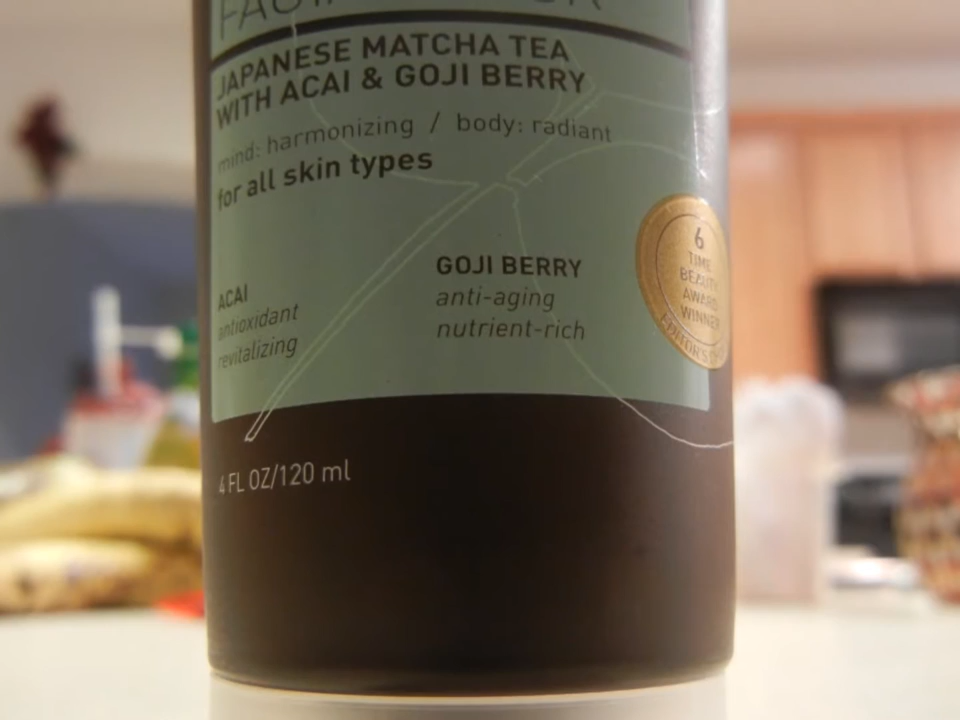 JAPANESE MATCHA TEA
WITH ACAI & GOJI BERRY
mind: harmonizing / body: radiant
for all skin types
ACAI
antioxidant
revitalizing
GOJI BERRY
anti-aging
nutrient-rich
6
TIME
BEAUTY
AWARD
WINNER
4 FL OZ/120 ml